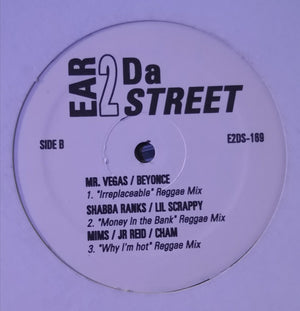 EAR 2 Da
STREET
SIDE B
E2DS-169
MR. VEGAS / BEYONCE
1. "Irreplaceable" Reggae Mix
SHABBA RANKS / LIL SCRAPPY
2. "Money In the Bank" Reggae Mix
MIMS / JR REID / CHAM
3. "Why I'm hot" Reggae Mix